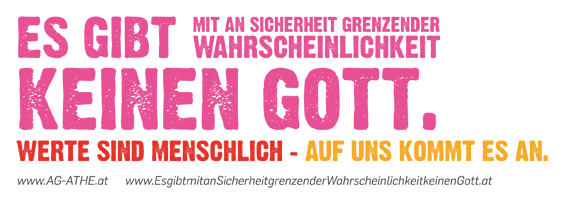 ES GIBT MIT AN SICHERHEIT GRENZENDER
WAHRSCHEINLICHKEIT
KEINEN GOTT.
WERTE SIND MENSCHLICH - AUF UNS KOMMT ES AN.
www.AG-ATHE.at www.EsgibtmitanSicherheitgrenzenderWahrscheinlichkeitkeinenGott.at